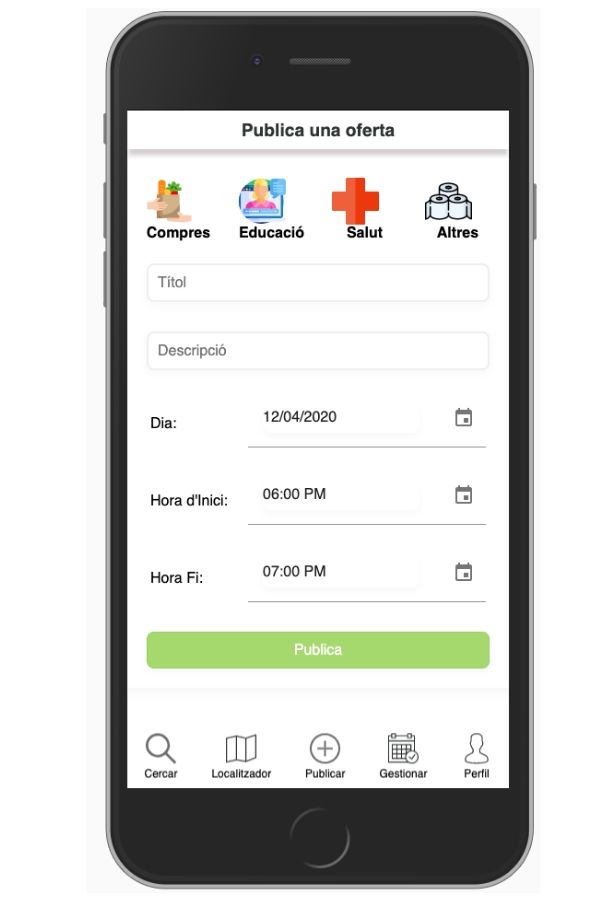 Publica una oferta
Compres Educació Salut Altres
Títol
Descripció
Dia: 12/04/2020
Hora d'Inici: 06:00 PM
Hora Fi: 07:00 PM
Publica
Cercar Localitzador Publicar Gestionar Perfil